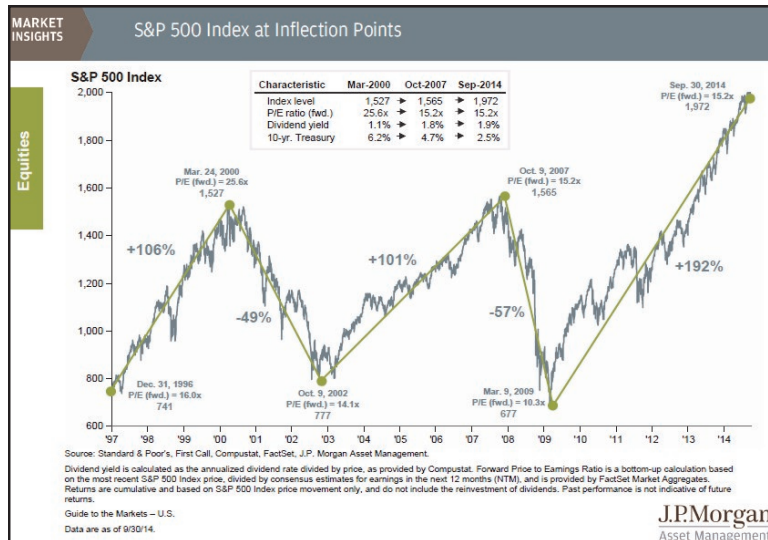 MARKET
INSIGHTS
S&P 500 Index at Inflection Points
Equities
S&P 500 Index
Characteristic Mar-2000 Oct-2007 Sep-2014
Index level 1,527 → 1,565 → 1,972
P/E ratio (fwd.) 25.6x → 15.2x → 15.2x
Dividend yield 1.1% → 1.8% → 1.9%
10-yr. Treasury 6.2% → 4.7% → 2.5%
Sep. 30, 2014
P/E (fwd.) = 15.2x
1,972
Mar. 24, 2000
P/E (fwd.) = 25.6x
1,527
Oct. 9, 2007
P/E (fwd.) = 15.2x
1,565
+106%
-49%
+101%
-57%
+192%
Dec. 31, 1996
P/E (fwd.) = 16.0x
741
Oct. 9, 2002
P/E (fwd.) = 14.1x
777
Mar. 9, 2009
P/E (fwd.) = 10.3x
677
2,000
1,800
1,600
1,400
1,200
1,000
800
600
'97 '98 '99 '00 '01 '02 '03 '04 '05 '06 '07 '08 '09 '10 '11 '12 '13 '14
Source: Standard & Poor's, First Call, Compustat, FactSet, J.P. Morgan Asset Management.
Dividend yield is calculated as the annualized dividend rate divided by price, as provided by Compustat. Forward Price to Earnings Ratio is a bottom-up calculation based
on the most recent S&P 500 Index price, divided by consensus estimates for earnings in the next 12 months (NTM), and is provided by FactSet Market Aggregates.
Returns are cumulative and based on S&P 500 Index price movement only, and do not include the reinvestment of dividends. Past performance is not indicative of future
returns.
Guide to the Markets – U.S.
Data are as of 9/30/14.
J.P.Morgan
Asset Management